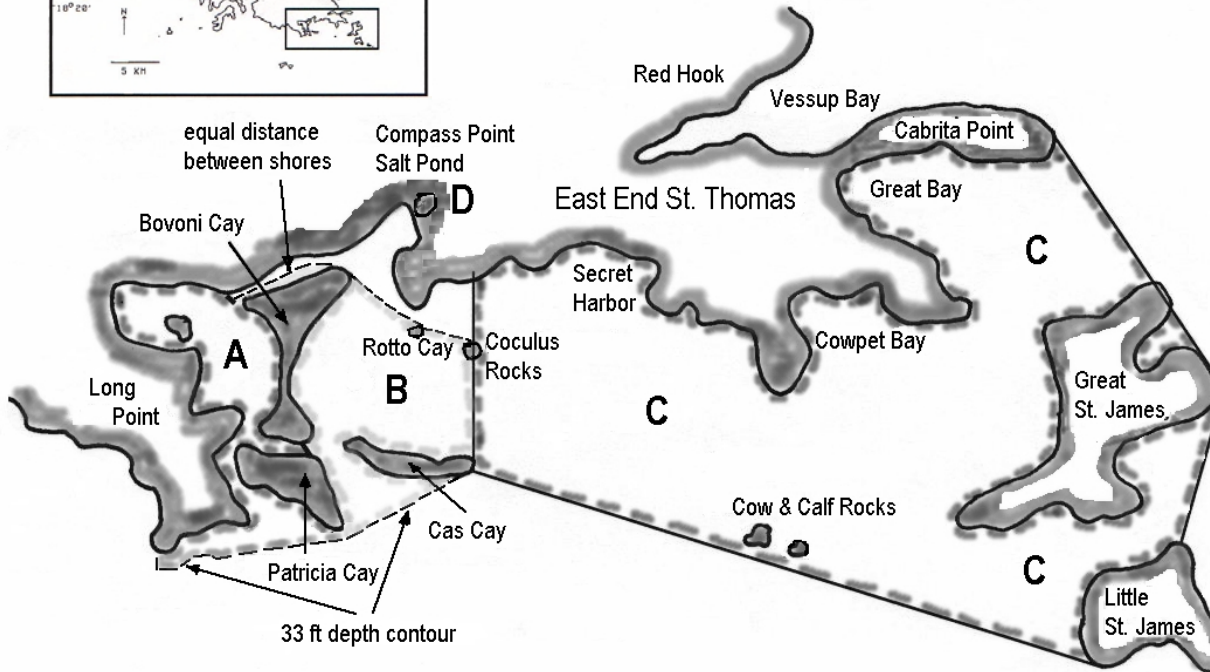 18°20'
N
5 KM
Red Hook
Vessup Bay
Cabrita Point
equal distance
between shores
Compass Point
Salt Pond
D
East End St. Thomas
Great Bay
Bovoni Cay
C
Secret
Harbor
Rotto Cay
Coculus
Rocks
Cowpet Bay
A
B
C
Long
Point
Great
St. James
Cow & Calf Rocks
Cas Cay
Patricia Cay
C
Little
St. James
33 ft depth contour